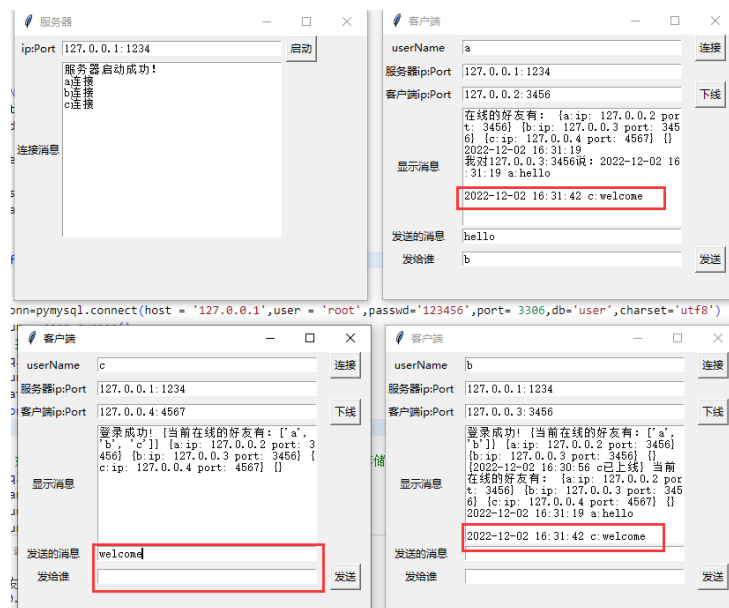 服务器
ip:Port 127.0.0.1:1234 启动
服务器启动成功!
a连接
b连接
c连接
连接消息
客户端
userName a 连接
服务器ip:Port 127.0.0.1:1234
客户端ip:Port 127.0.0.2:3456 下线
在线的好友有: {a:ip: 127.0.0.2 por
t: 3456} {b:ip: 127.0.0.3 port: 345
6} {c:ip: 127.0.0.4 port: 4567} {}
2022-12-02 16:31:19
我对127.0.0.3:3456说: 2022-12-02 16
:31:19 a:hello
2022-12-02 16:31:42 c:welcome
显示消息
发送的消息 hello
发给谁 b 发送
onn=pymysql.connect(host = '127.0.0.1',user = 'root',passwd='123456',port= 3306,db='user',charset='utf8')
客户端
userName c 连接
服务器ip:Port 127.0.0.1:1234
客户端ip:Port 127.0.0.4:4567 下线
登录成功! {当前在线的好友有: ['a',
'b', 'c']} {a:ip: 127.0.0.2 port: 3
456} {b:ip: 127.0.0.3 port: 3456} {
c:ip: 127.0.0.4 port: 4567} {}
显示消息
发送的消息 welcome
发给谁 发送
客户端
userName b 连接
服务器ip:Port 127.0.0.1:1234
客户端ip:Port 127.0.0.3:3456 下线
登录成功! {当前在线的好友有: ['a',
'b']} {a:ip: 127.0.0.2 port: 3456}
{b:ip: 127.0.0.3 port: 3456} {}
{2022-12-02 16:30:56 c已上线} 当前
在线的好友有: {a:ip: 127.0.0.2 por
t: 3456} {b:ip: 127.0.0.3 port: 345
6} {c:ip: 127.0.0.4 port: 4567} {}
2022-12-02 16:31:19 a:hello
2022-12-02 16:31:42 c:welcome
显示消息
发送的消息
发给谁 发送